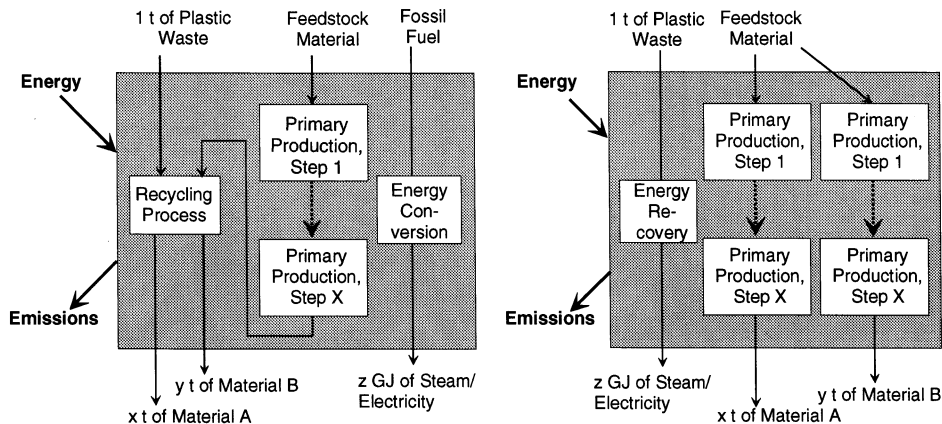 1 t of Plastic
Waste
Feedstock
Material
Fossil
Fuel
Energy
Primary
Production,
Step 1
Recycling
Process
Energy
Con-
version
Primary
Production,
Step X
Emissions
y t of Material B
x t of Material A
z GJ of Steam/
Electricity
1 t of Plastic
Waste
Feedstock
Material
Energy
Primary
Production,
Step 1
Primary
Production,
Step 1
Energy
Re-
covery
Primary
Production,
Step X
Primary
Production,
Step X
Emissions
z GJ of Steam/
Electricity
x t of Material A
y t of Material B